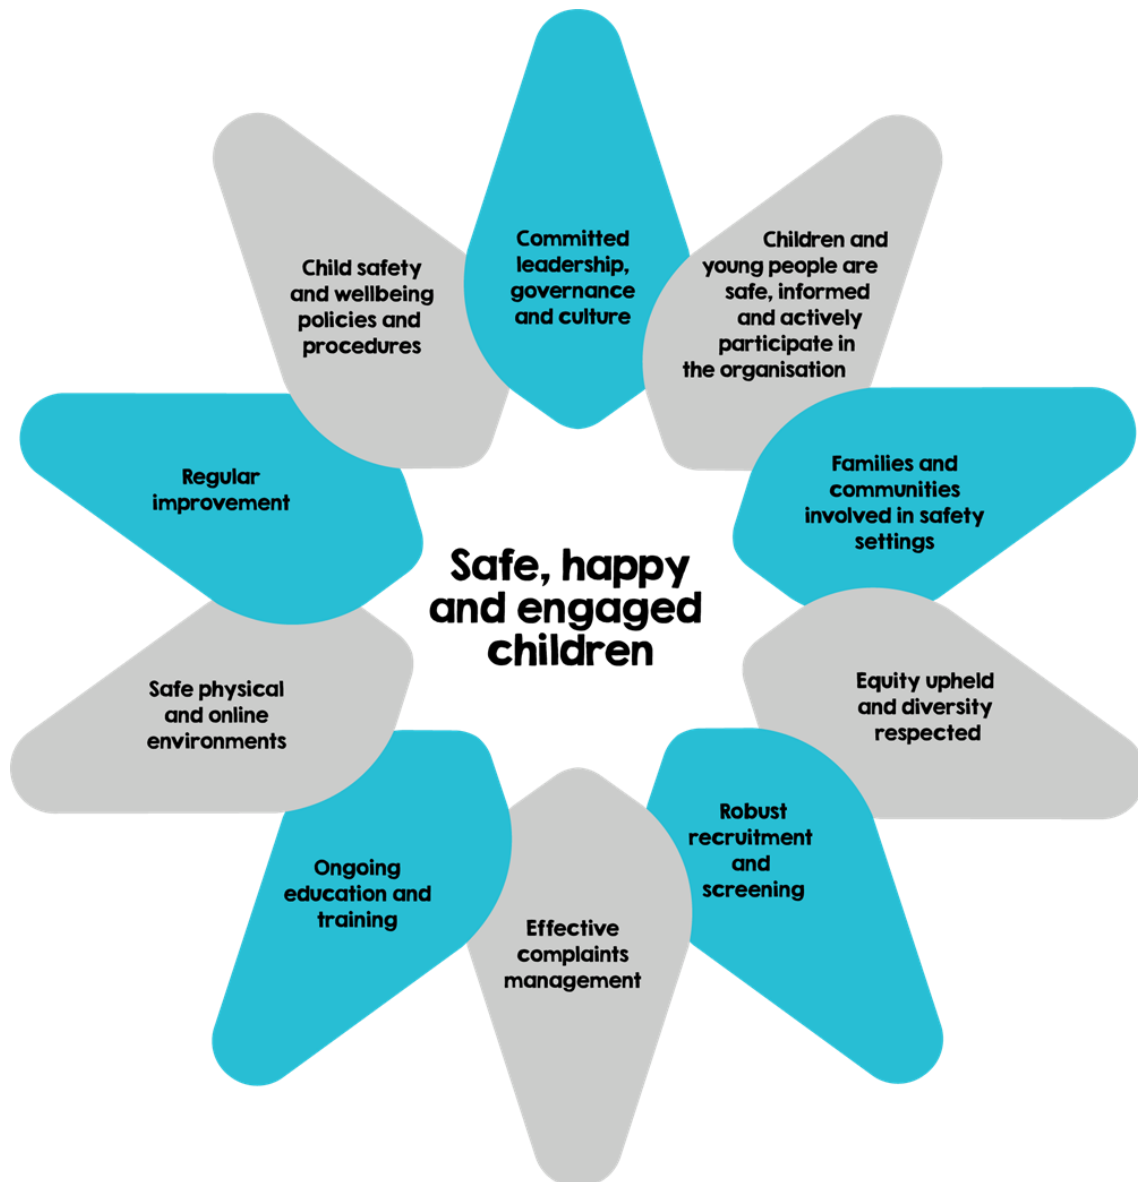 Committed
leadership,
governance
and culture
Children and
young people are
safe, informed
and actively
participate in
the organisation
Families and
communities
involved in safety
settings
Equity upheld
and diversity
respected
Robust
recruitment
and
screening
Effective
complaints
management
Ongoing
education and
training
Safe physical
and online
environments
Regular
improvement
Child safety
and wellbeing
policies and
procedures
Safe, happy
and engaged
children